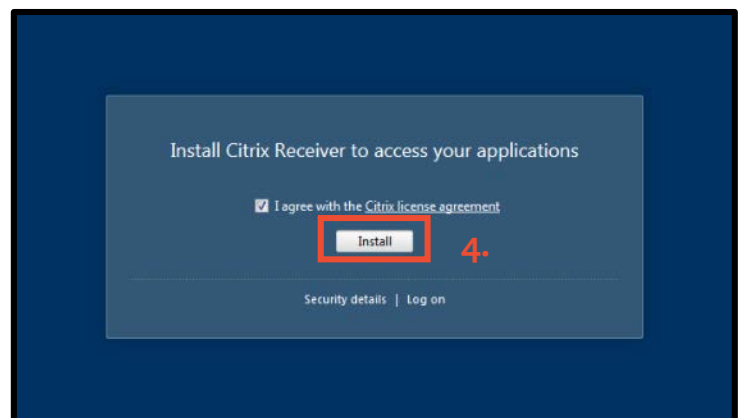 Install Citrix Receiver to access your applications
I agree with the Citrix license agreement
Install
4.
Security details | Log on